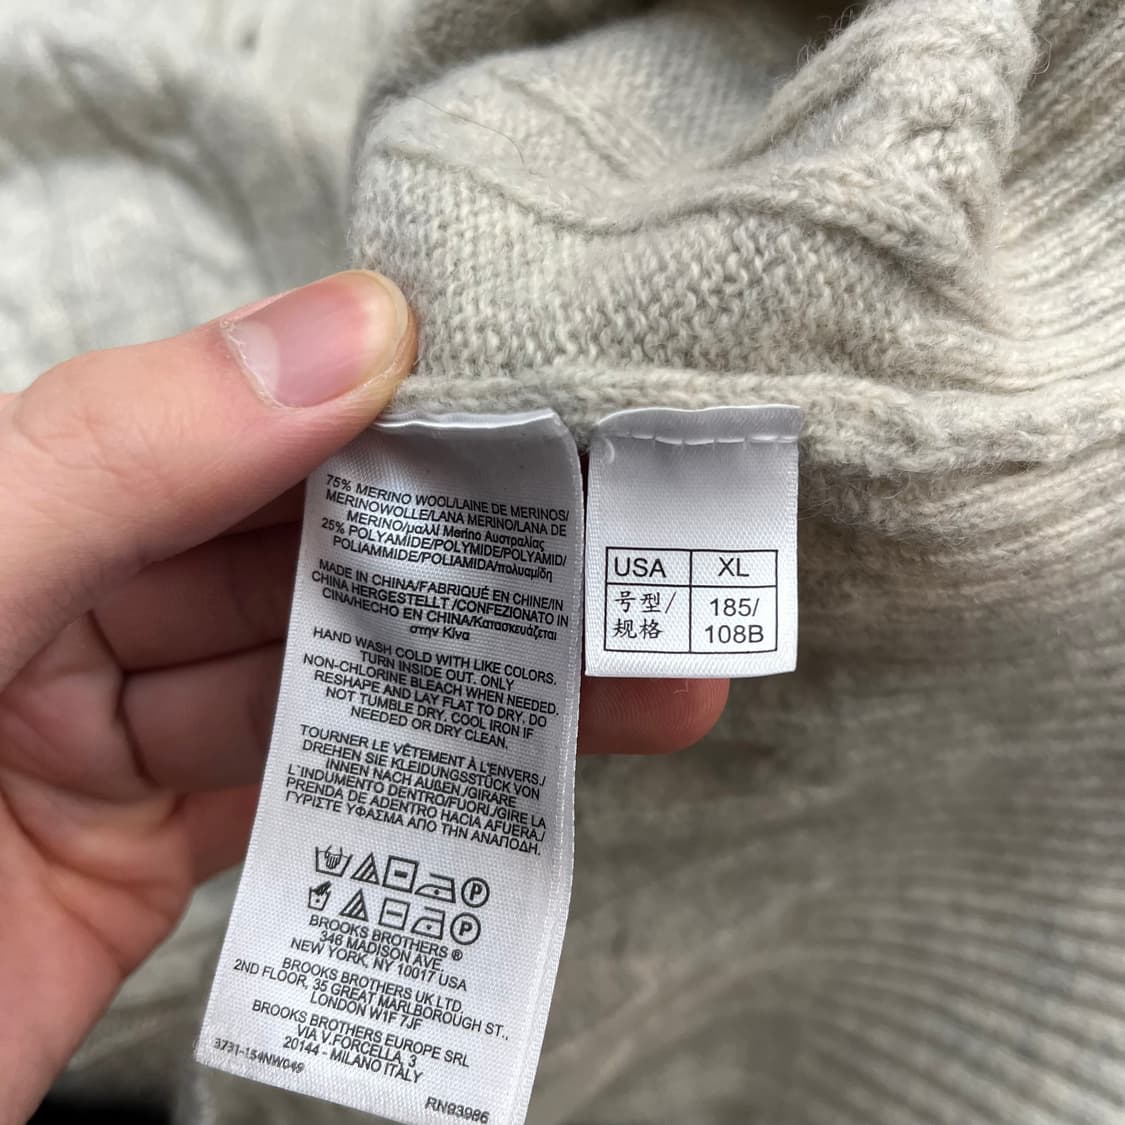 75% MERINO WOOL/LAINE DE MERINOS/
MERINOWOLLE/LANA MERINO/LANA DE
MERINO/μαλλί Merino Αυστραλίας
25% POLYAMIDE/POLYMIDE/POLYAMID/
POLIAMMIDE/POLIAMIDA/πολυαμίδη
MADE IN CHINA/FABRIQUÉ EN CHINE/IN
CHINA HERGESTELLT /CONFEZIONATO IN
CINA/HECHO EN CHINA/Κατασκευάζεται
στην Κίνα
HAND WASH COLD WITH LIKE COLORS.
TURN INSIDE OUT. ONLY
NON-CHLORINE BLEACH WHEN NEEDED.
RESHAPE AND LAY FLAT TO DRY. DO
NOT TUMBLE DRY. COOL IRON IF
NEEDED OR DRY CLEAN.
TOURNER LE VÊTEMENT À L'ENVERS./
DREHEN SIE KLEIDUNGSSTÜCK VON
INNEN NACH AUßEN./GIRARE
L'INDUMENTO DENTRO/FUORI./GIRE LA
PRENDA DE ADENTRO HACIA AFUERA./
ΓΥΡΙΣΤΕ ΥΦΑΣΜΑ ΑΠΟ ΤΗΝ ΑΝΑΠΟΔΗ.
P
P
BROOKS BROTHERS ®
346 MADISON AVE.
NEW YORK, NY 10017 USA
BROOKS BROTHERS UK LTD.
2ND FLOOR, 35 GREAT MARLBOROUGH ST.,
LONDON W1F 7JF
BROOKS BROTHERS EUROPE SRL
VIA V.FORCELLA, 3
20144 - MILANO ITALY
3731-154NW049
RN93986
USA XL
号型/ 185/
规格 108B